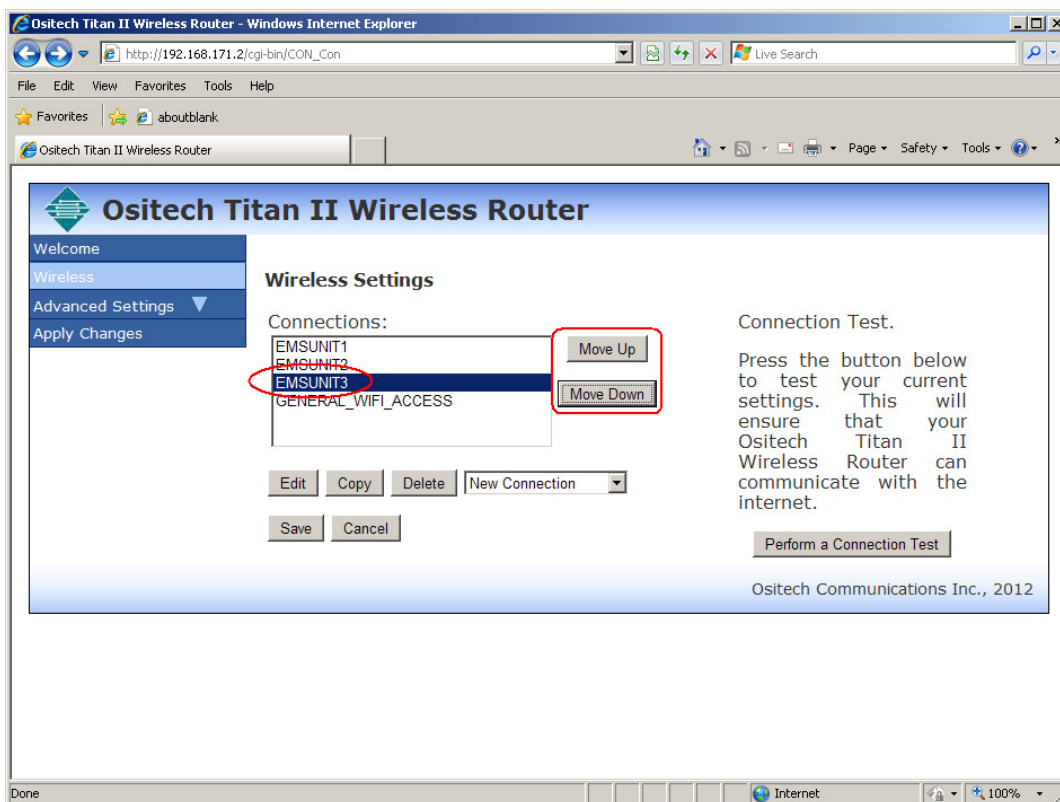 Ositech Titan II Wireless Router - Windows Internet Explorer
http://192.168.171.2/cgi-bin/CON_Con
Live Search
File Edit View Favorites Tools Help
Favorites aboutblank
Ositech Titan II Wireless Router
Page Safety Tools
Ositech Titan II Wireless Router
Welcome
Wireless
Advanced Settings
Apply Changes
Wireless Settings
Connections:
EMSUNIT1
EMSUNIT2
EMSUNIT3
GENERAL_WIFI_ACCESS
Move Up
Move Down
Edit Copy Delete New Connection
Save Cancel
Connection Test.
Press the button below
to test your current
settings. This will
ensure that your
Ositech Titan II
Wireless Router can
communicate with the
internet.
Perform a Connection Test
Ositech Communications Inc., 2012
Done
Internet
100%